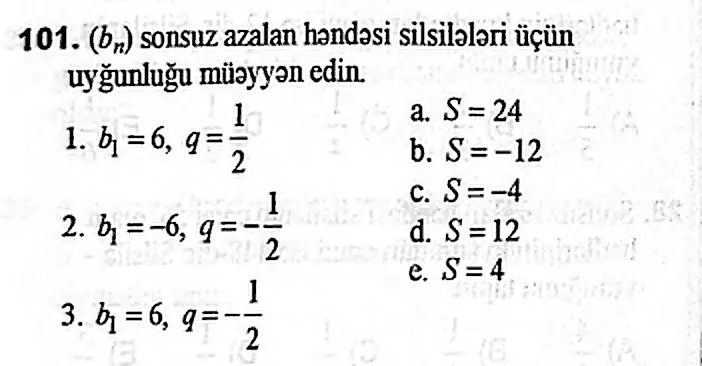 101. (bₙ) sonsuz azalan həndəsi silsilələri üçün
uyğunluğu müəyyən edin.
1. b₁ = 6, q = 1/2
2. b₁ = –6, q = –1/2
3. b₁ = 6, q = –1/2
a. S = 24
b. S = –12
c. S = –4
d. S = 12
e. S = 4